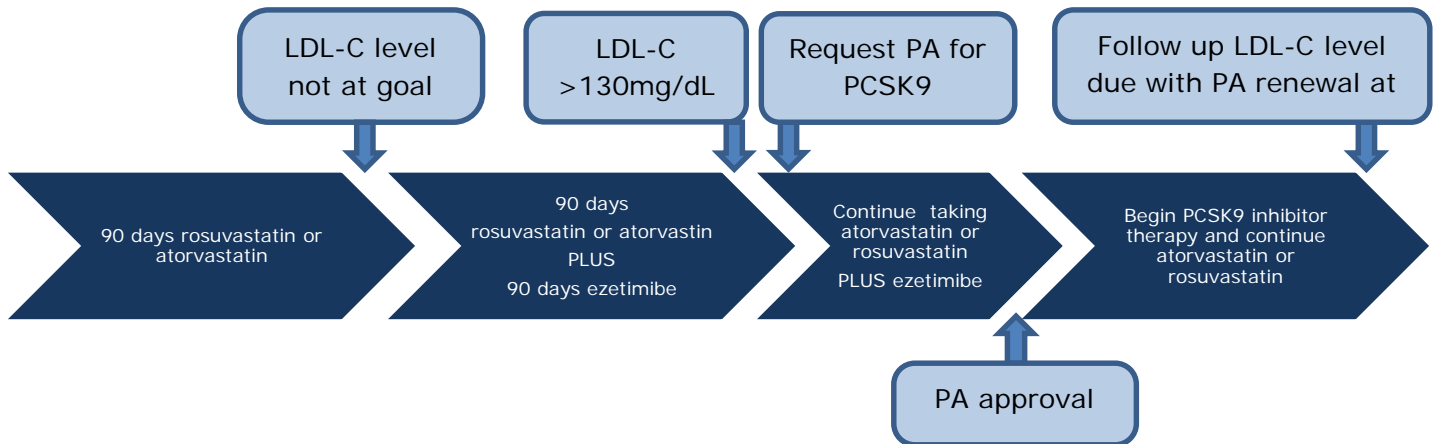 LDL-C level
not at goal
LDL-C
>130mg/dL
Request PA for
PCSK9
Follow up LDL-C level
due with PA renewal at
90 days rosuvastatin or
atorvastatin
90 days
rosuvastatin or atorvastin
PLUS
90 days ezetimibe
Continue taking
atorvastatin or
rosuvastatin
PLUS ezetimibe
Begin PCSK9 inhibitor
therapy and continue
atorvastatin or
rosuvastatin
PA approval